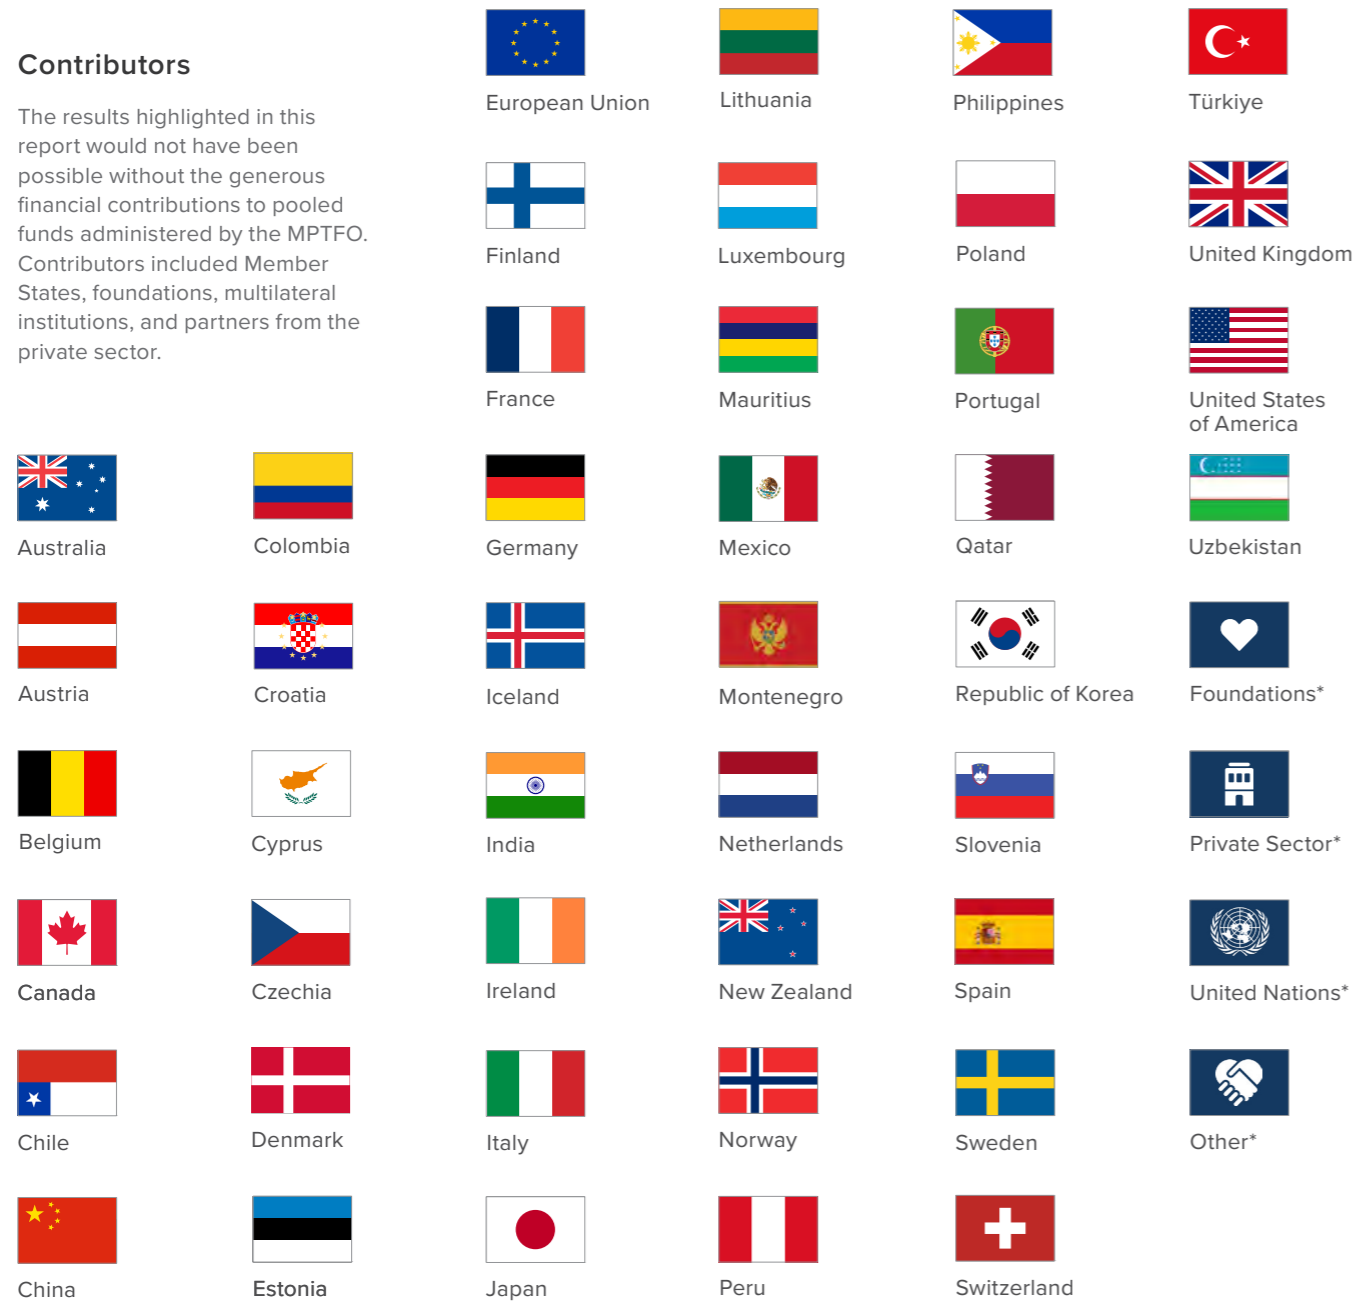 Contributors
The results highlighted in this
report would not have been
possible without the generous
financial contributions to pooled
funds administered by the MPTFO.
Contributors included Member
States, foundations, multilateral
institutions, and partners from the
private sector.
Australia
Austria
Belgium
Canada
Chile
China
Colombia
Croatia
Cyprus
Czechia
Denmark
Estonia
European Union
Finland
France
Germany
Iceland
India
Ireland
Italy
Japan
Lithuania
Luxembourg
Mauritius
Mexico
Montenegro
Netherlands
New Zealand
Norway
Peru
Philippines
Poland
Portugal
Qatar
Republic of Korea
Slovenia
Spain
Sweden
Switzerland
Türkiye
United Kingdom
United States
of America
Uzbekistan
Foundations*
Private Sector*
United Nations*
Other*